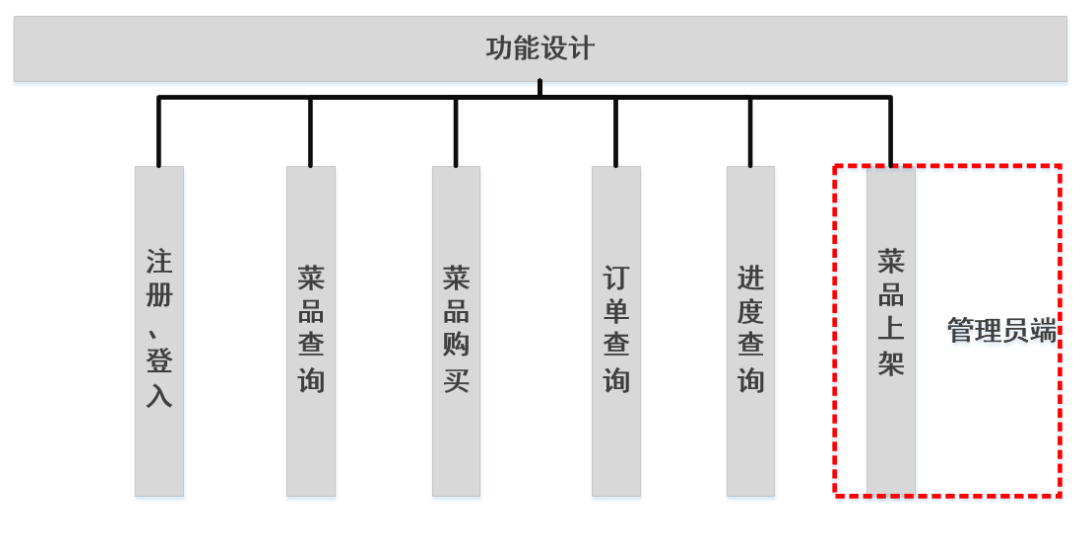 功能设计
注册、登入
菜品查询
菜品购买
订单查询
进度查询
菜品上架
管理员端